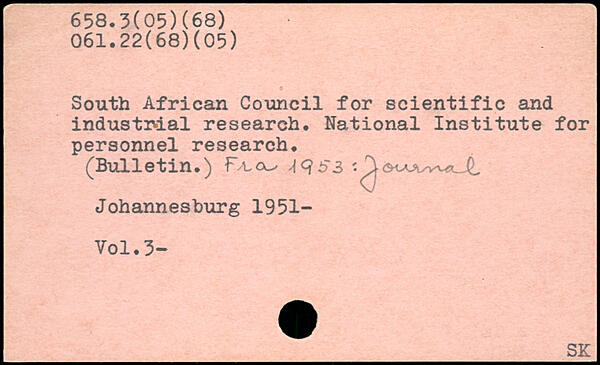 658.3(05)(68)
061.22(68)(05)
South African Council for scientific and
industrial research. National Institute for
personnel research.
(Bulletin.) Fra 1953: Journal
Johannesburg 1951-
Vol.3-
SK